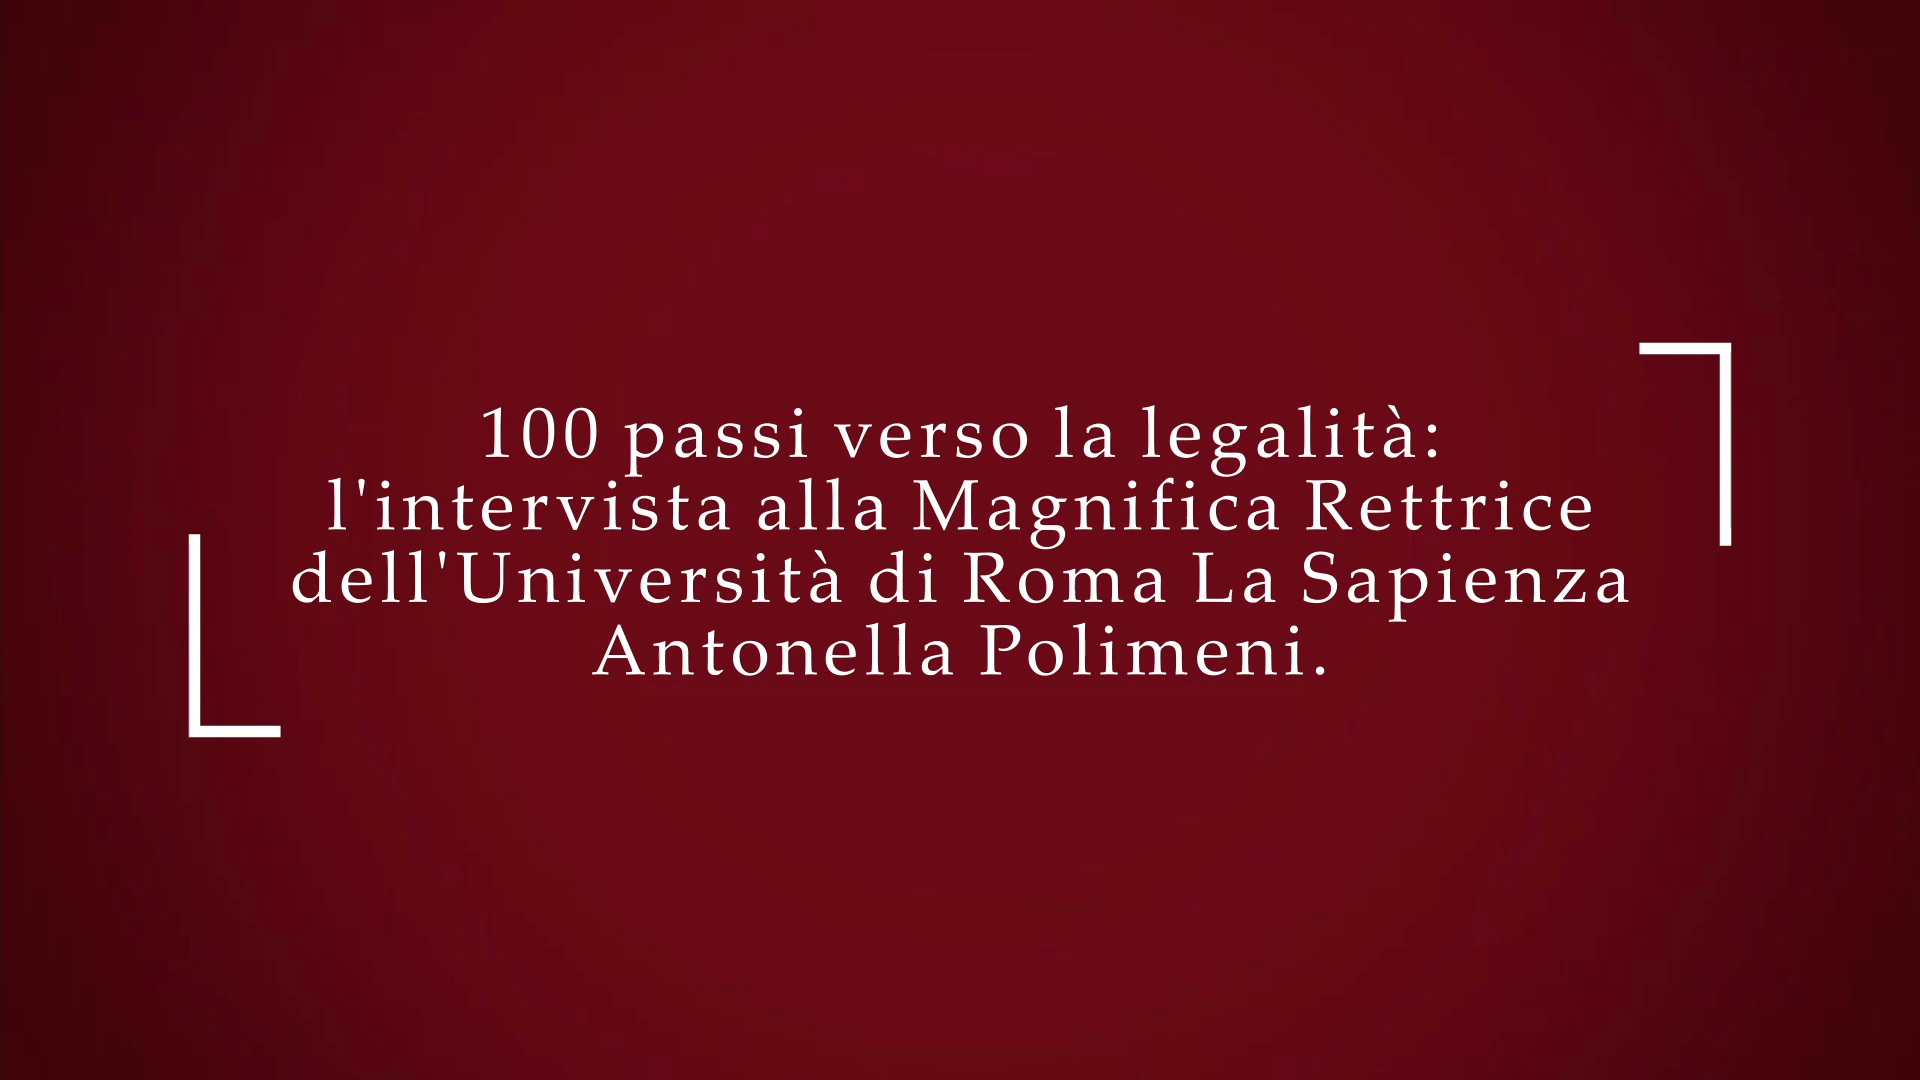 100 passi verso la legalità:
l'intervista alla Magnifica Rettrice
dell'Università di Roma La Sapienza
Antonella Polimeni.